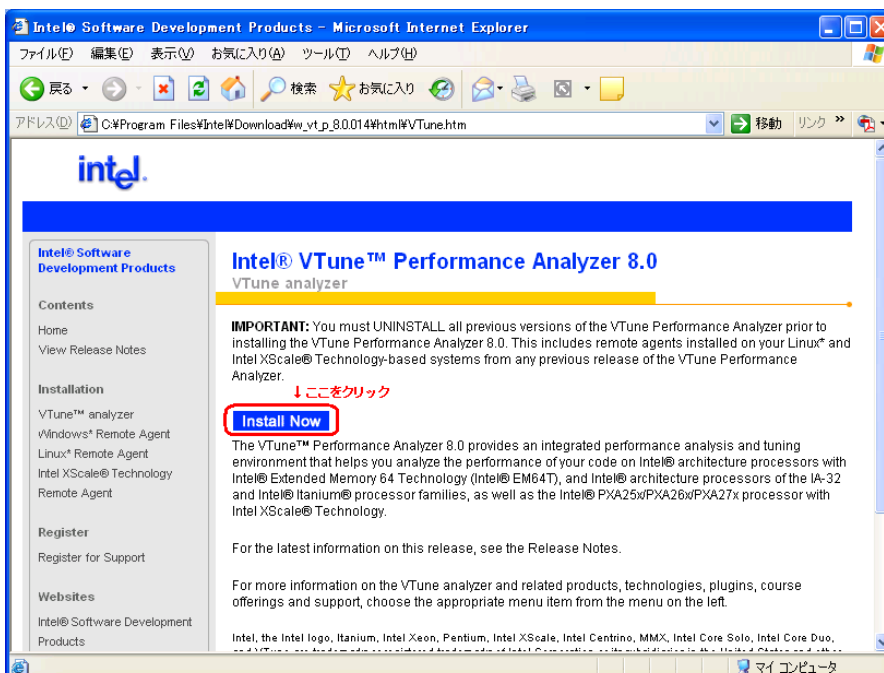 Intel® Software Development Products - Microsoft Internet Explorer
ファイル(F) 編集(E) 表示(V) お気に入り(A) ツール(T) ヘルプ(H)
戻る 検索 お気に入り
アドレス(D) C:¥Program Files¥Intel¥Download¥w_vt_p_8.0.014¥html¥VTune.htm 移動 リンク »
intel.
Intel® Software
Development Products
Contents
Home
View Release Notes
Installation
VTune™ analyzer
Windows* Remote Agent
Linux* Remote Agent
Intel XScale® Technology
Remote Agent
Register
Register for Support
Websites
Intel® Software Development
Products
Intel® VTune™ Performance Analyzer 8.0
VTune analyzer
IMPORTANT: You must UNINSTALL all previous versions of the VTune Performance Analyzer prior to
installing the VTune Performance Analyzer 8.0. This includes remote agents installed on your Linux* and
Intel XScale® Technology-based systems from any previous release of the VTune Performance
Analyzer.
↓ここをクリック
Install Now
The VTune™ Performance Analyzer 8.0 provides an integrated performance analysis and tuning
environment that helps you analyze the performance of your code on Intel® architecture processors with
Intel® Extended Memory 64 Technology (Intel® EM64T), and Intel® architecture processors of the IA-32
and Intel® Itanium® processor families, as well as the Intel® PXA25x/PXA26x/PXA27x processor with
Intel XScale® Technology.
For the latest information on this release, see the Release Notes.
For more information on the VTune analyzer and related products, technologies, plugins, course
offerings and support, choose the appropriate menu item from the menu on the left.
Intel, the Intel logo, Itanium, Intel Xeon, Pentium, Intel XScale, Intel Centrino, MMX, Intel Core Solo, Intel Core Duo,
マイ コンピュータ